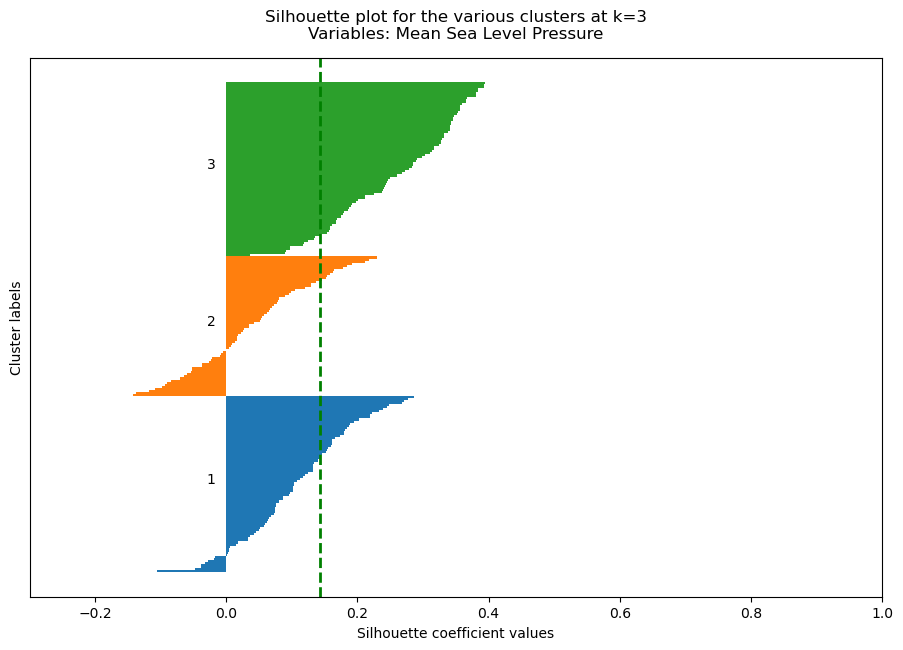 Silhouette plot for the various clusters at k=3
Variables: Mean Sea Level Pressure
3
2
1
Cluster labels
−0.2 0.0 0.2 0.4 0.6 0.8 1.0
Silhouette coefficient values